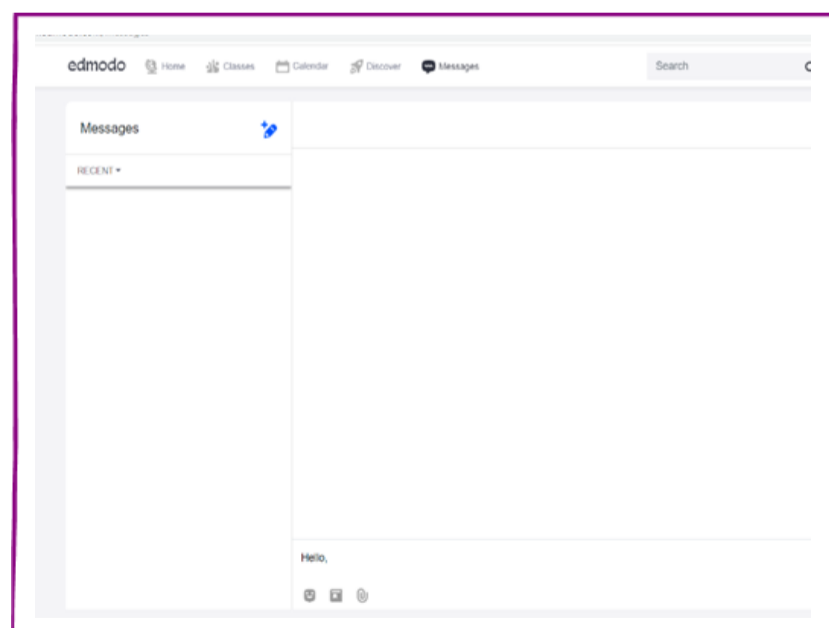 edmodo Home Classes Calendar Discover Messages Search
Messages
RECENT
Hello,